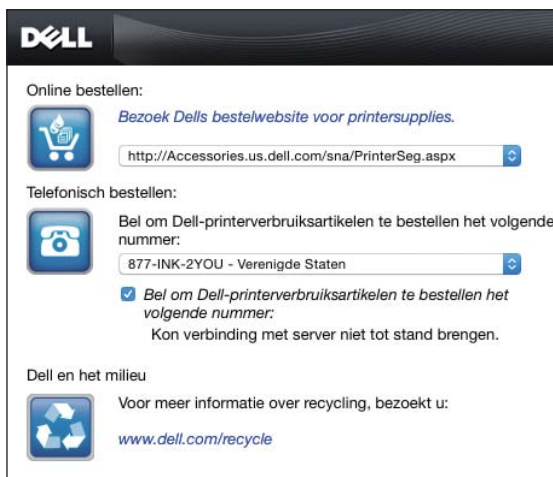 DELL
Online bestellen:
Bezoek Dells bestelwebsite voor printersupplies.
http://Accessories.us.dell.com/sna/PrinterSeg.aspx
Telefonisch bestellen:
Bel om Dell-printerverbruiksartikelen te bestellen het volgende
nummer:
877-INK-2YOU - Verenigde Staten
Bel om Dell-printerverbruiksartikelen te bestellen het
volgende nummer:
Kon verbinding met server niet tot stand brengen.
Dell en het milieu
Voor meer informatie over recycling, bezoekt u:
www.dell.com/recycle